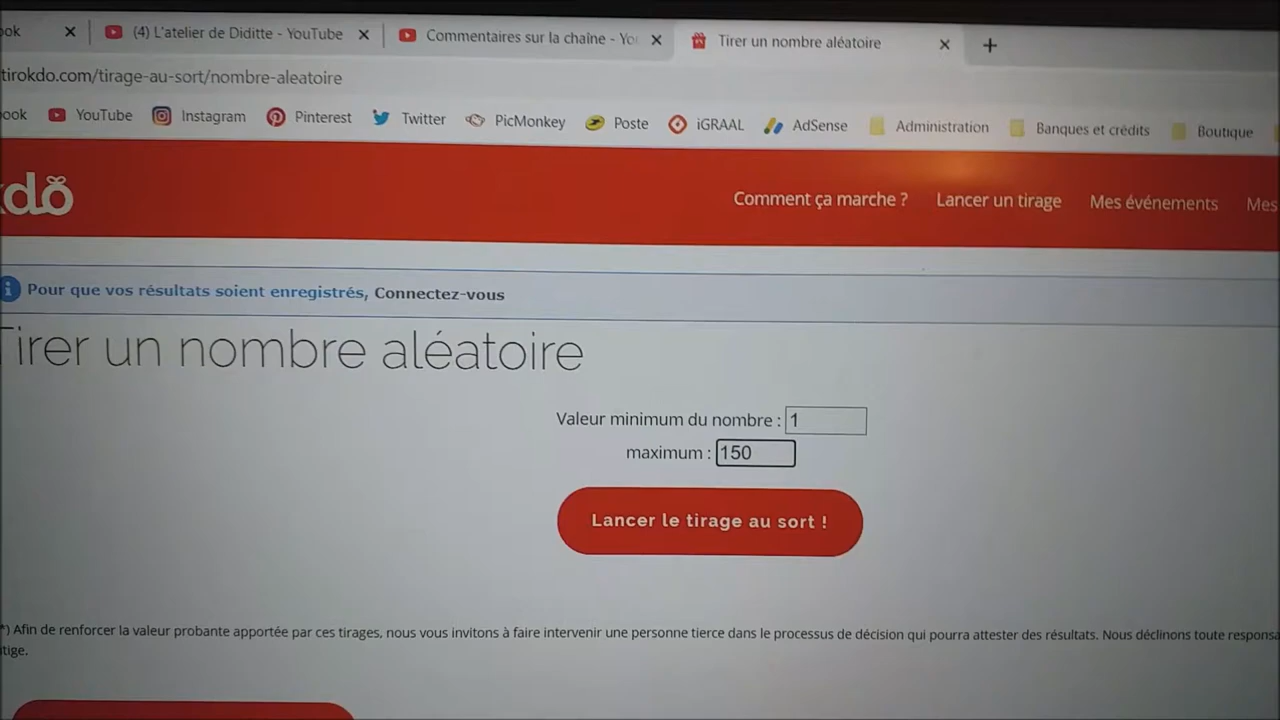 ook (4) L'atelier de Diditte - YouTube Commentaires sur la chaîne - Yo Tirer un nombre aléatoire
tirokdo.com/tirage-au-sort/nombre-aleatoire
ook YouTube Instagram Pinterest Twitter PicMonkey Poste iGRAAL AdSense Administration Banques et crédits Boutique
dö Comment ça marche ? Lancer un tirage Mes événements Mes
Pour que vos résultats soient enregistrés, Connectez-vous
Tirer un nombre aléatoire
Valeur minimum du nombre : 1
maximum : 150
Lancer le tirage au sort !
*) Afin de renforcer la valeur probante apportée par ces tirages, nous vous invitons à faire intervenir une personne tierce dans le processus de décision qui pourra attester des résultats. Nous déclinons toute responsa
tige.